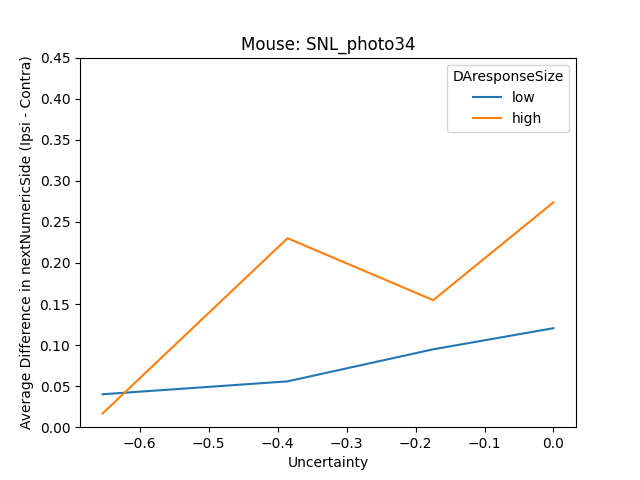 Mouse: SNL_photo34
Average Difference in nextNumericSide (Ipsi - Contra)
0.45
0.40
0.35
0.30
0.25
0.20
0.15
0.10
0.05
0.00
DAresponseSize
low
high
−0.6
−0.5
−0.4
−0.3
−0.2
−0.1
0.0
Uncertainty